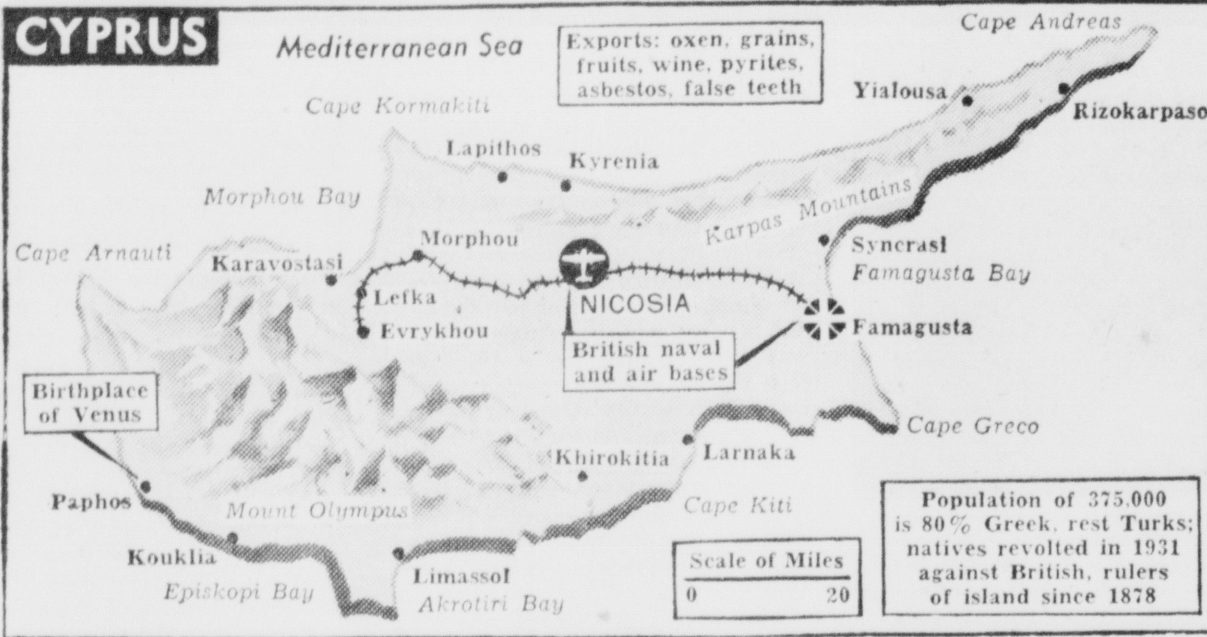 CYPRUS
Mediterranean Sea
Exports: oxen, grains,
fruits, wine, pyrites,
asbestos, false teeth
Cape Andreas
Cape Kormakiti
Yialousa
Rizokarpaso
Lapithos
Kyrenia
Morphou Bay
Karpas Mountains
Cape Arnauti
Morphou
Syncrasi
Karavostasi
Famagusta Bay
Lefka
NICOSIA
Evrykhou
Famagusta
British naval
and air bases
Birthplace
of Venus
Cape Greco
Khirokitia
Larnaka
Paphos
Mount Olympus
Cape Kiti
Population of 375,000
is 80% Greek, rest Turks;
natives revolted in 1931
against British, rulers
of island since 1878
Kouklia
Scale of Miles
0 20
Limassol
Episkopi Bay
Akrotiri Bay